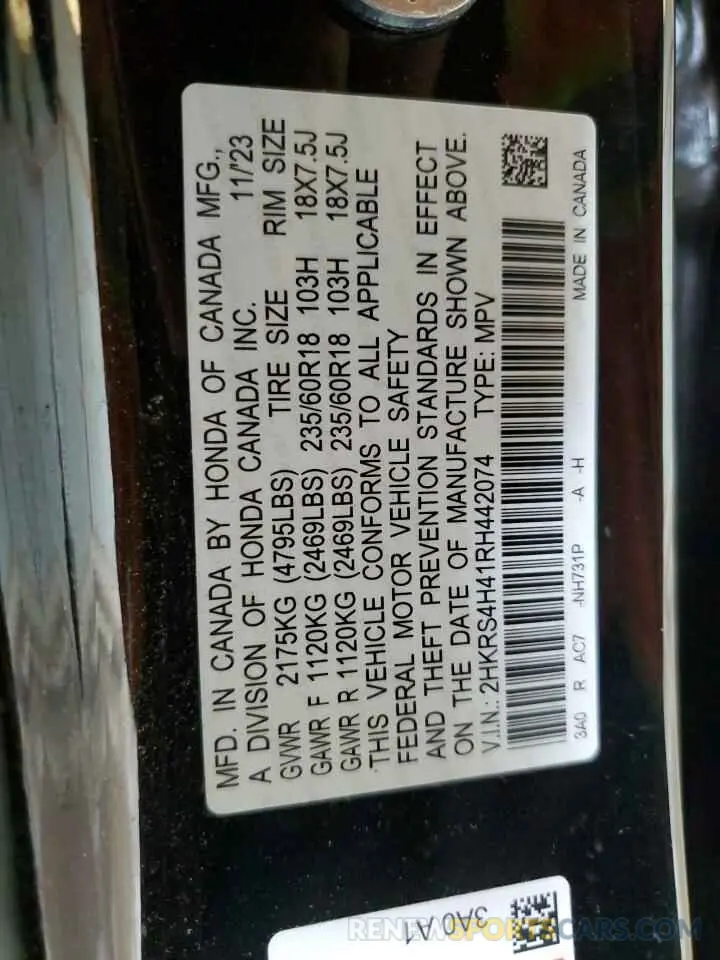 MFD. IN CANADA BY HONDA OF CANADA MFG.,
A DIVISION OF HONDA CANADA INC. 11/'23
GVWR 2175KG (4795LBS) TIRE SIZE RIM SIZE
GAWR F 1120KG (2469LBS) 235/60R18 103H 18X7.5J
GAWR R 1120KG (2469LBS) 235/60R18 103H 18X7.5J
THIS VEHICLE CONFORMS TO ALL APPLICABLE
FEDERAL MOTOR VEHICLE SAFETY
AND THEFT PREVENTION STANDARDS IN EFFECT
ON THE DATE OF MANUFACTURE SHOWN ABOVE.
V.I.N.: 2HKRS4H41RH442074 TYPE: MPV
3A0 R AC7 -NH731P -A -H MADE IN CANADA
3A0 A1
RENEWSPORTSCARS.COM